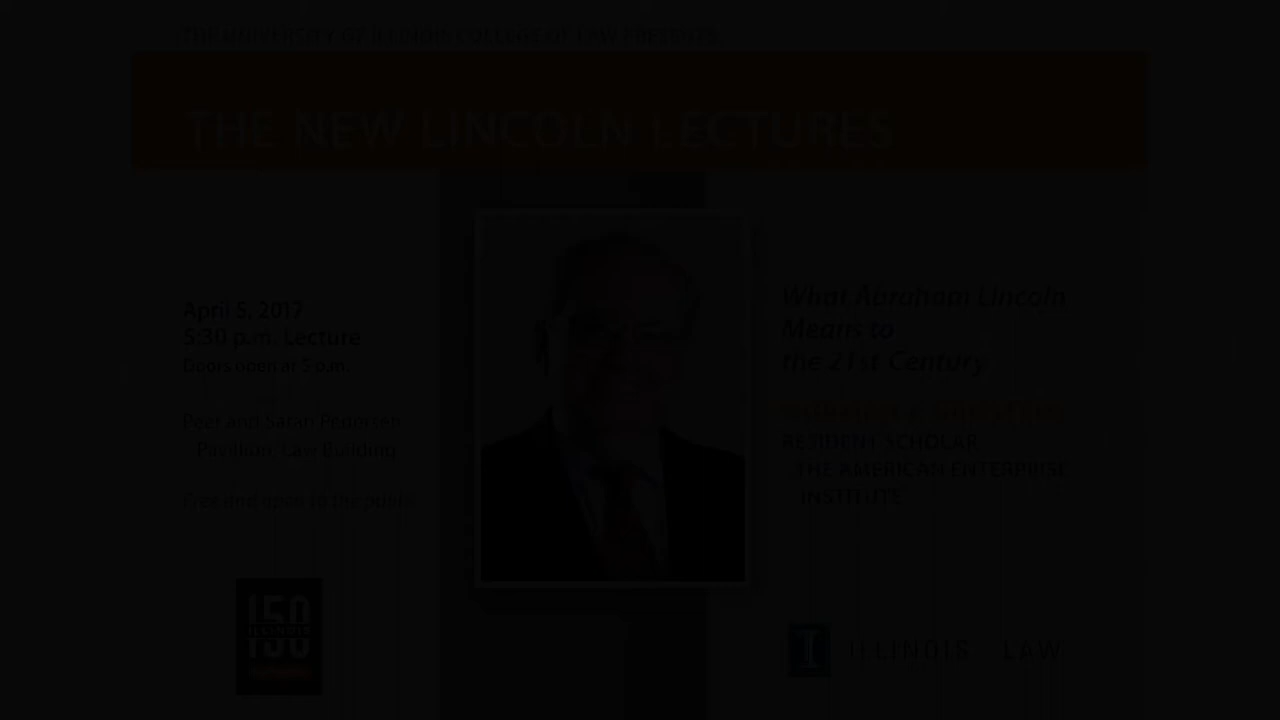 THE UNIVERSITY OF ILLINOIS COLLEGE OF LAW PRESENTS
THE NEW LINCOLN LECTURES
April 5, 2017
5:30 p.m. Lecture
Doors open at 5 p.m.
Peer and Sarah Pedersen
Pavilion, Law Building
Free and open to the public
What Abraham Lincoln
Means to
the 21st Century
RESIDENT SCHOLAR
THE AMERICAN ENTERPRISE
INSTITUTE
150
ILLINOIS
I ILLINOIS LAW